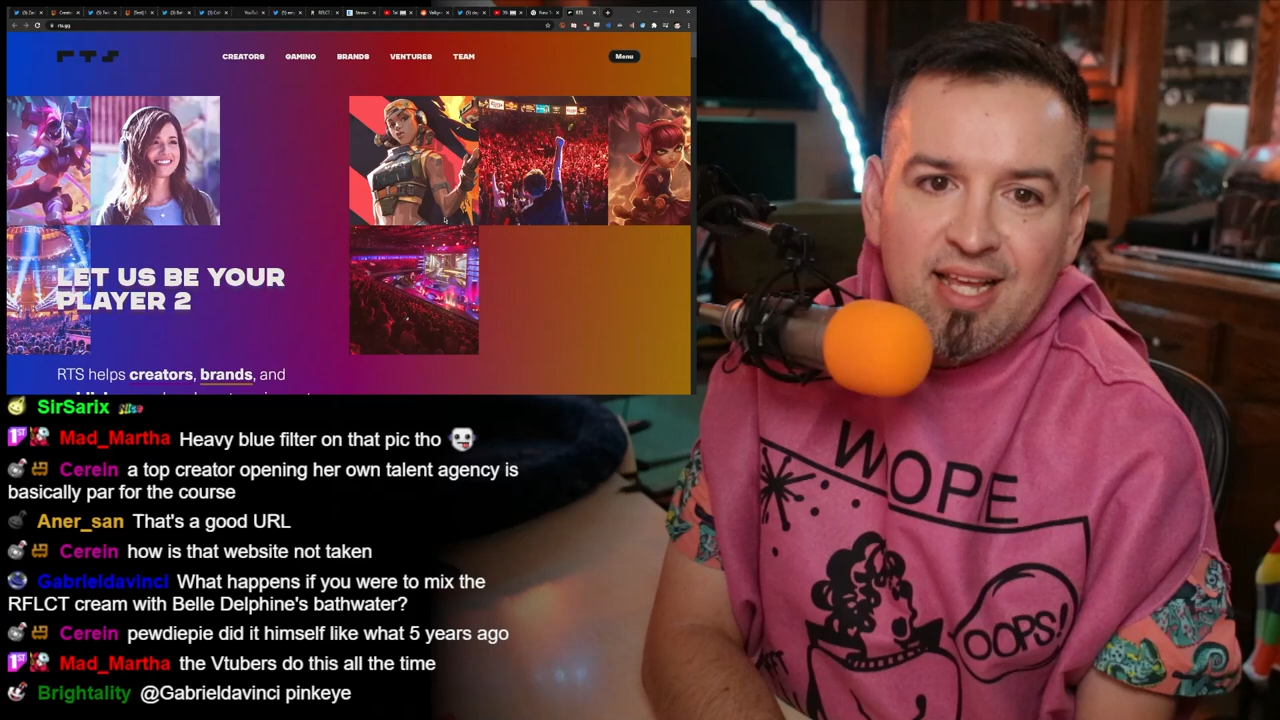 rts.gg
RTS
CREATORS GAMING BRANDS VENTURES TEAM Menu
LET US BE YOUR
PLAYER 2
RTS helps creators, brands, and
SirSarix
Mad_Martha Heavy blue filter on that pic tho
Cerein a top creator opening her own talent agency is
basically par for the course
Aner_san That's a good URL
Cerein how is that website not taken
Gabrieldavinci What happens if you were to mix the
RFLCT cream with Belle Delphine's bathwater?
Cerein pewdiepie did it himself like what 5 years ago
Mad_Martha the Vtubers do this all the time
Brightality @Gabrieldavinci pinkeye
WOPE
OOPS!